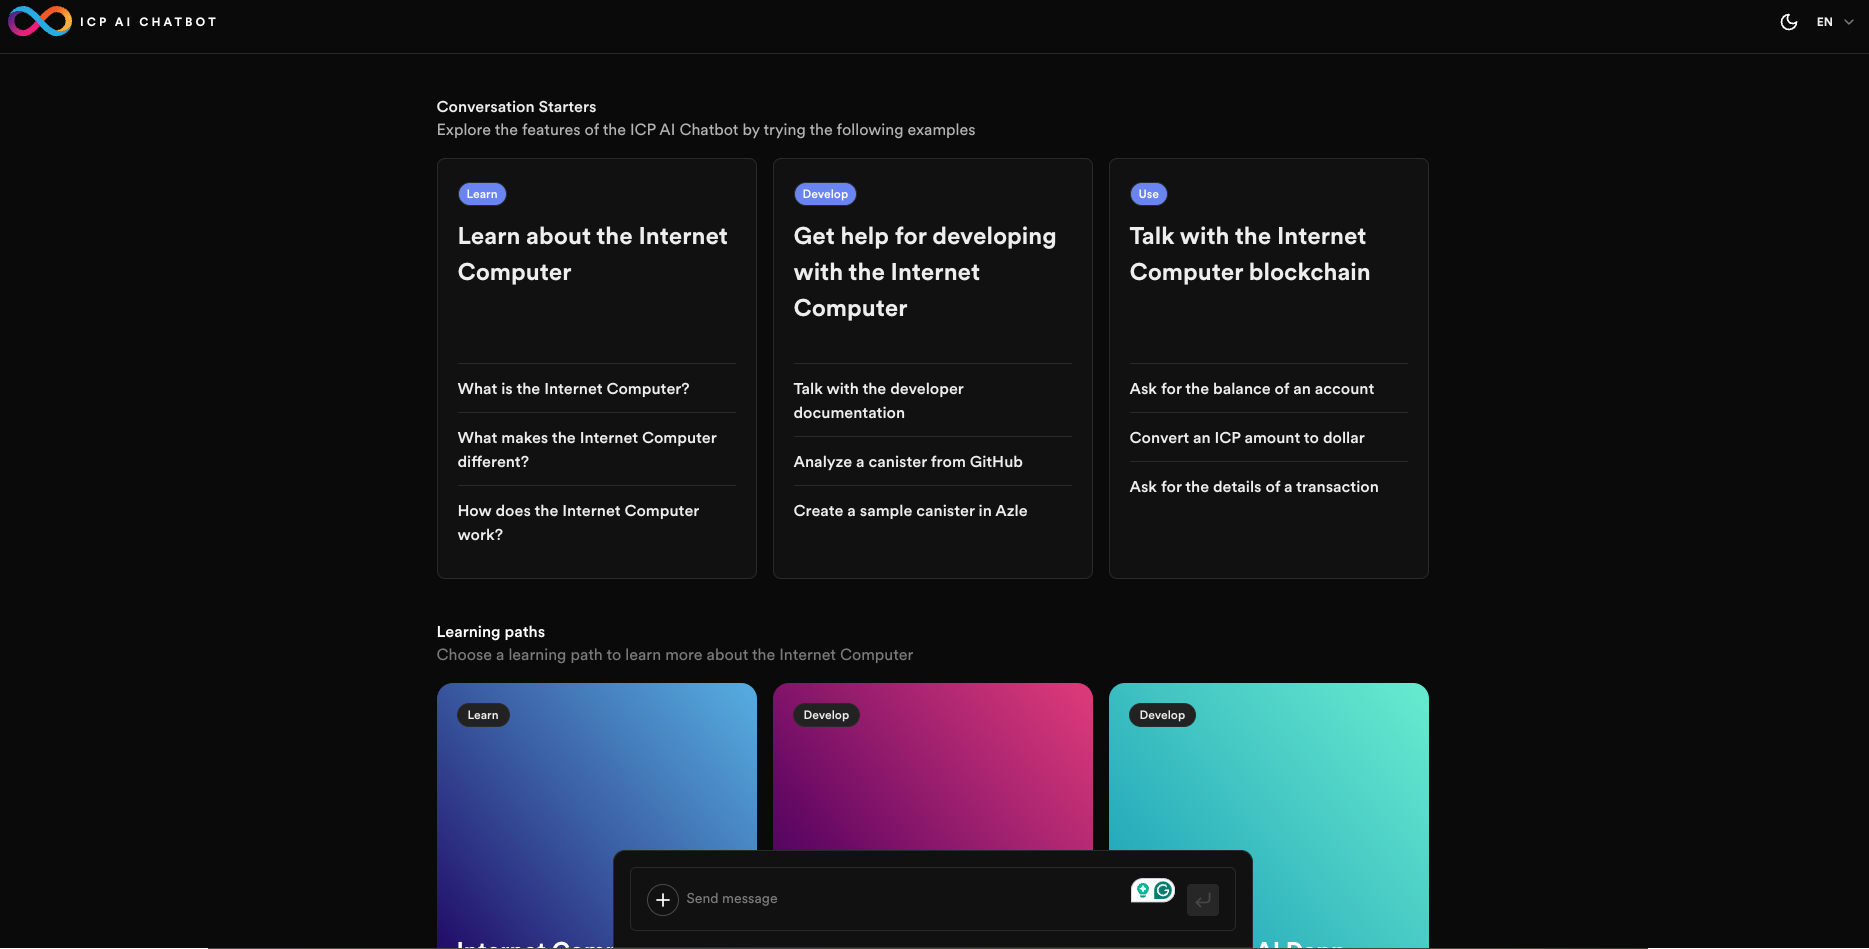 ICP AI CHATBOT
EN
Conversation Starters
Explore the features of the ICP AI Chatbot by trying the following examples
Learn
Learn about the Internet
Computer
What is the Internet Computer?
What makes the Internet Computer
different?
How does the Internet Computer
work?
Develop
Get help for developing
with the Internet
Computer
Talk with the developer
documentation
Analyze a canister from GitHub
Create a sample canister in Azle
Use
Talk with the Internet
Computer blockchain
Ask for the balance of an account
Convert an ICP amount to dollar
Ask for the details of a transaction
Learning paths
Choose a learning path to learn more about the Internet Computer
Learn
Develop
Develop
Internet
AI
Send message